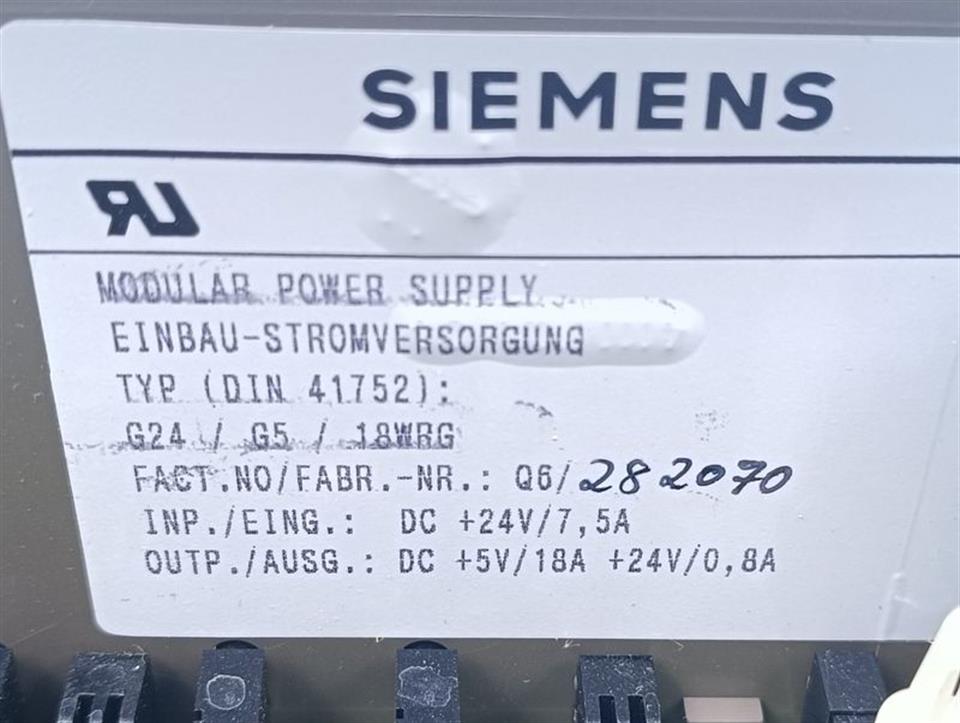 SIEMENS
RU
MODULAR POWER SUPPLY
EINBAU-STROMVERSORGUNG
TYP (DIN 41752):
G24 / G5 / 18WRG
FACT.NO/FABR.-NR.: Q6/282070
INP./EING.: DC +24V/7,5A
OUTP./AUSG.: DC +5V/18A +24V/0,8A